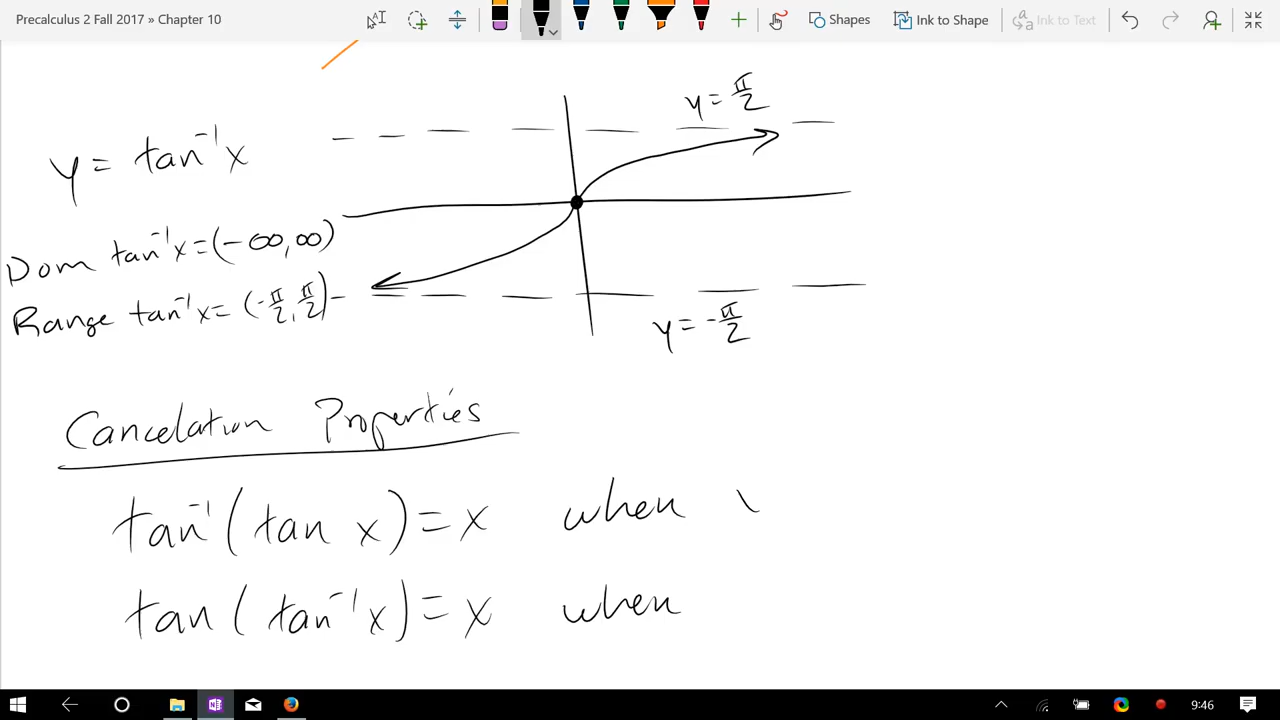 Precalculus 2 Fall 2017 » Chapter 10
Shapes
Ink to Shape
Ink to Text
y = π/2
y = tan⁻¹ x
Dom tan⁻¹x = (-∞, ∞)
Range tan⁻¹x = (-π/2, π/2)
y = -π/2
Cancelation Properties
tan⁻¹(tan x) = x when
tan(tan⁻¹x) = x when
9:46